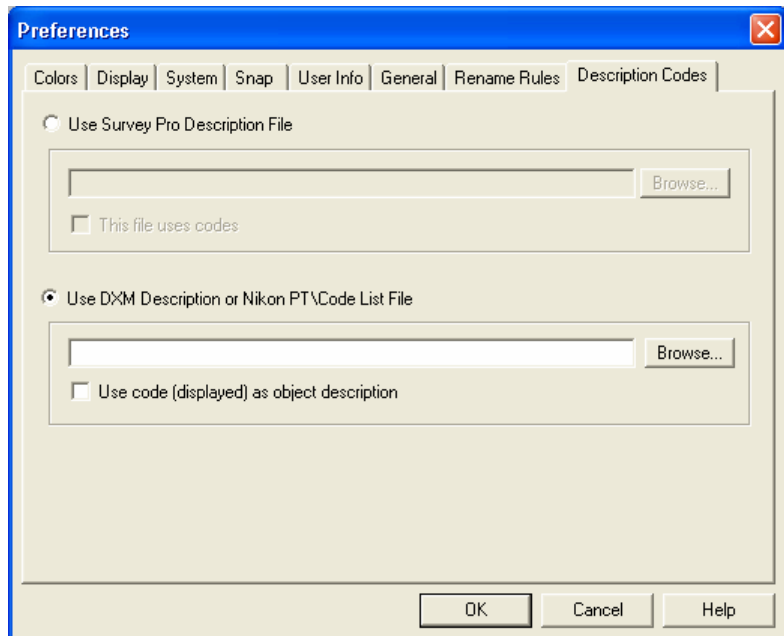 Preferences
Colors Display System Snap User Info General Rename Rules Description Codes
Use Survey Pro Description File
Browse...
This file uses codes
Use DXM Description or Nikon PT\Code List File
Browse...
Use code (displayed) as object description
OK Cancel Help